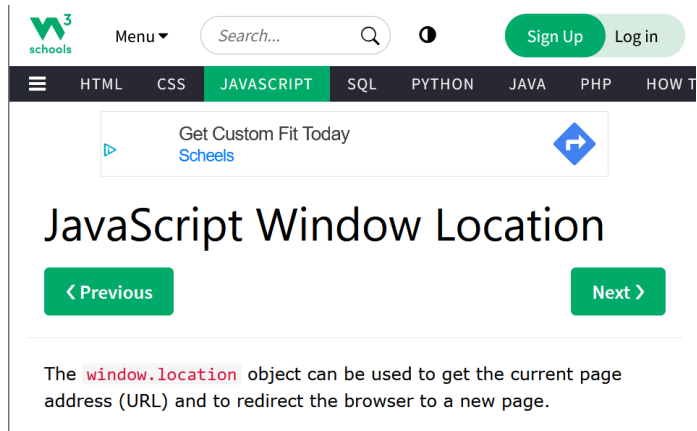 W3
schools
Menu
Search...
Sign Up
Log in
HTML CSS JAVASCRIPT SQL PYTHON JAVA PHP HOW T
Get Custom Fit Today
Scheels
JavaScript Window Location
❮ Previous
Next ❯
The window.location object can be used to get the current page
address (URL) and to redirect the browser to a new page.